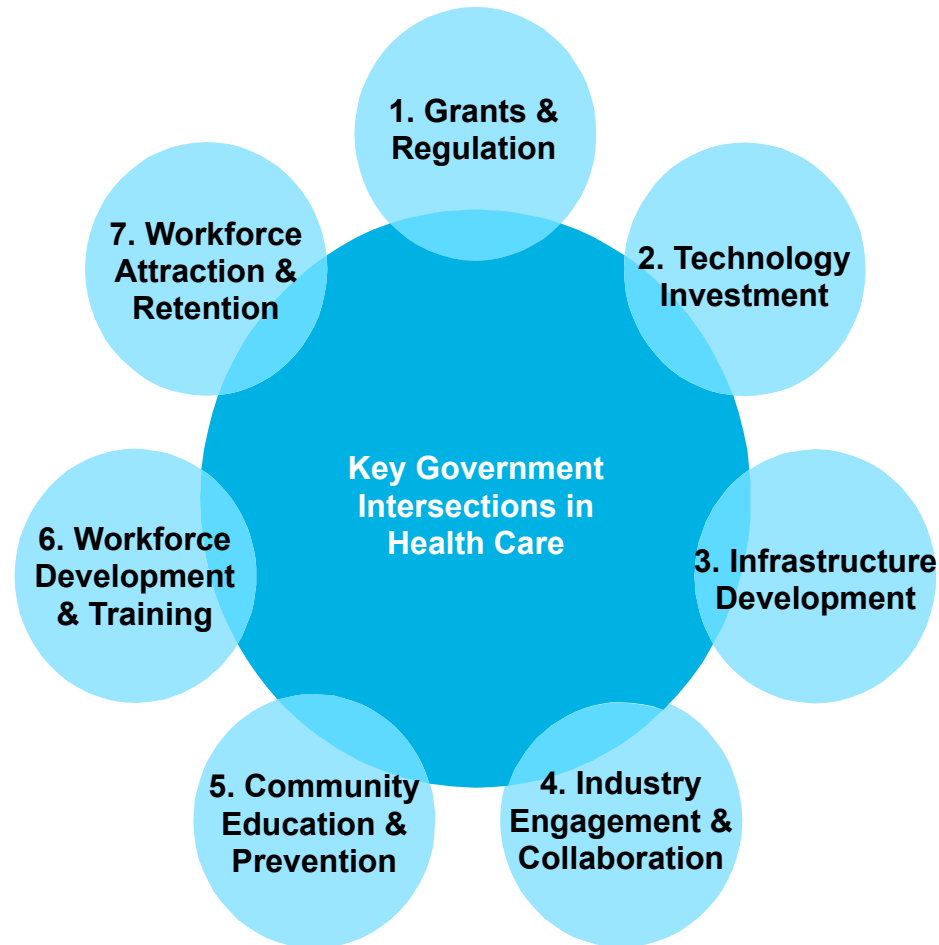 1. Grants &
Regulation
2. Technology
Investment
3. Infrastructure
Development
4. Industry
Engagement &
Collaboration
5. Community
Education &
Prevention
6. Workforce
Development
& Training
7. Workforce
Attraction &
Retention
Key Government
Intersections in
Health Care